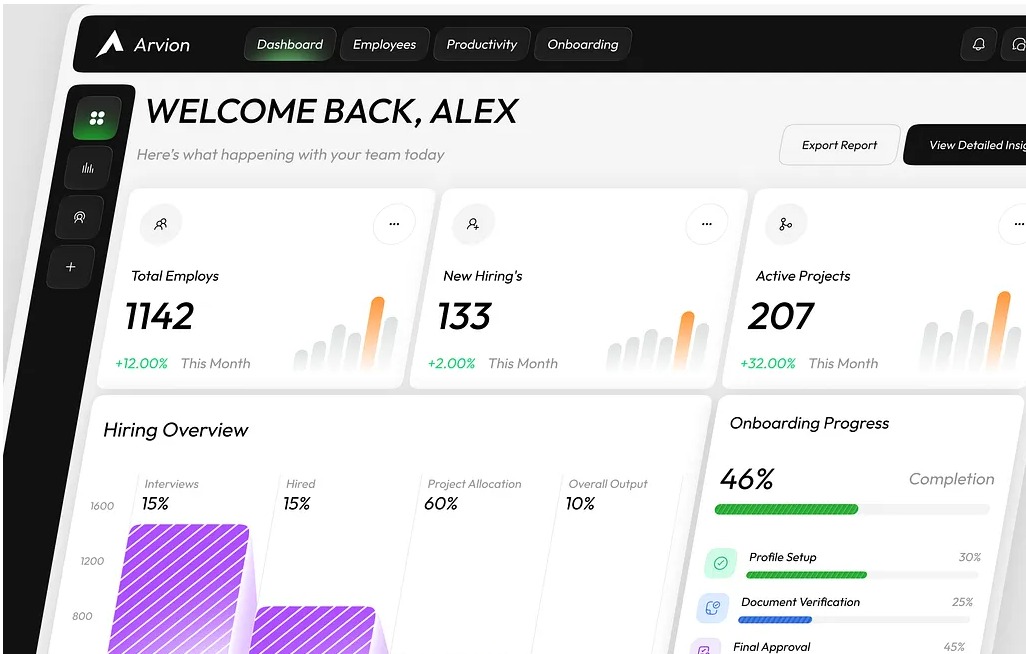 Arvion
Dashboard
Employees
Productivity
Onboarding
WELCOME BACK, ALEX
Here's what happening with your team today
Export Report
View Detailed
Total Employs
1142
+12.00% This Month
New Hiring's
133
+2.00% This Month
Active Projects
207
+32.00% This Month
Hiring Overview
Interviews
15%
Hired
15%
Project Allocation
60%
Overall Output
10%
1600
1200
800
Onboarding Progress
46% Completion
Profile Setup 30%
Document Verification 25%
Final Approval 45%